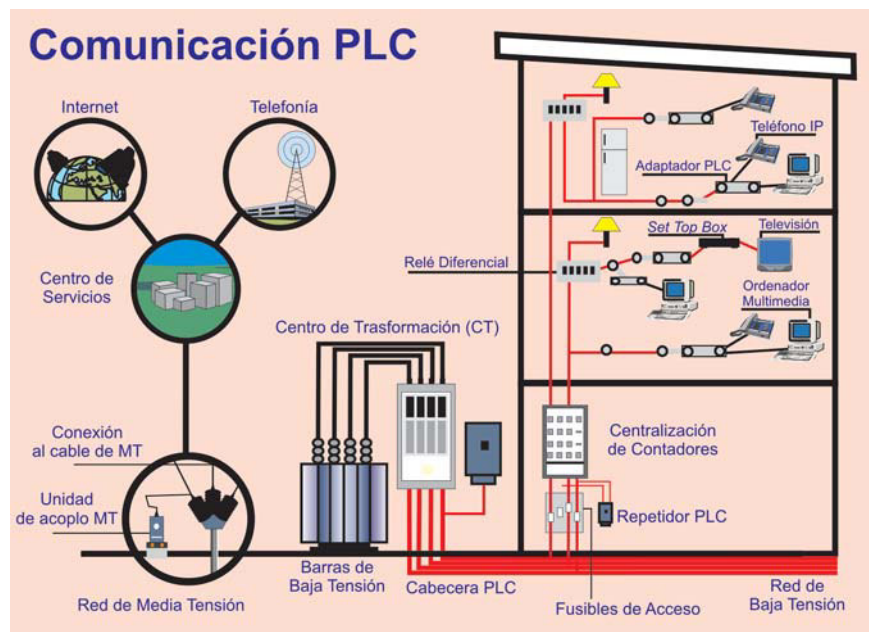 Comunicación PLC
Internet
Telefonía
Centro de
Servicios
Conexión
al cable de MT
Unidad
de acoplo MT
Red de Media Tensión
Centro de Trasformación (CT)
Barras de
Baja Tensión
Cabecera PLC
Relé Diferencial
Teléfono IP
Adaptador PLC
Set Top Box
Televisión
Ordenador
Multimedia
Centralización
de Contadores
Repetidor PLC
Fusibles de Acceso
Red de
Baja Tensión